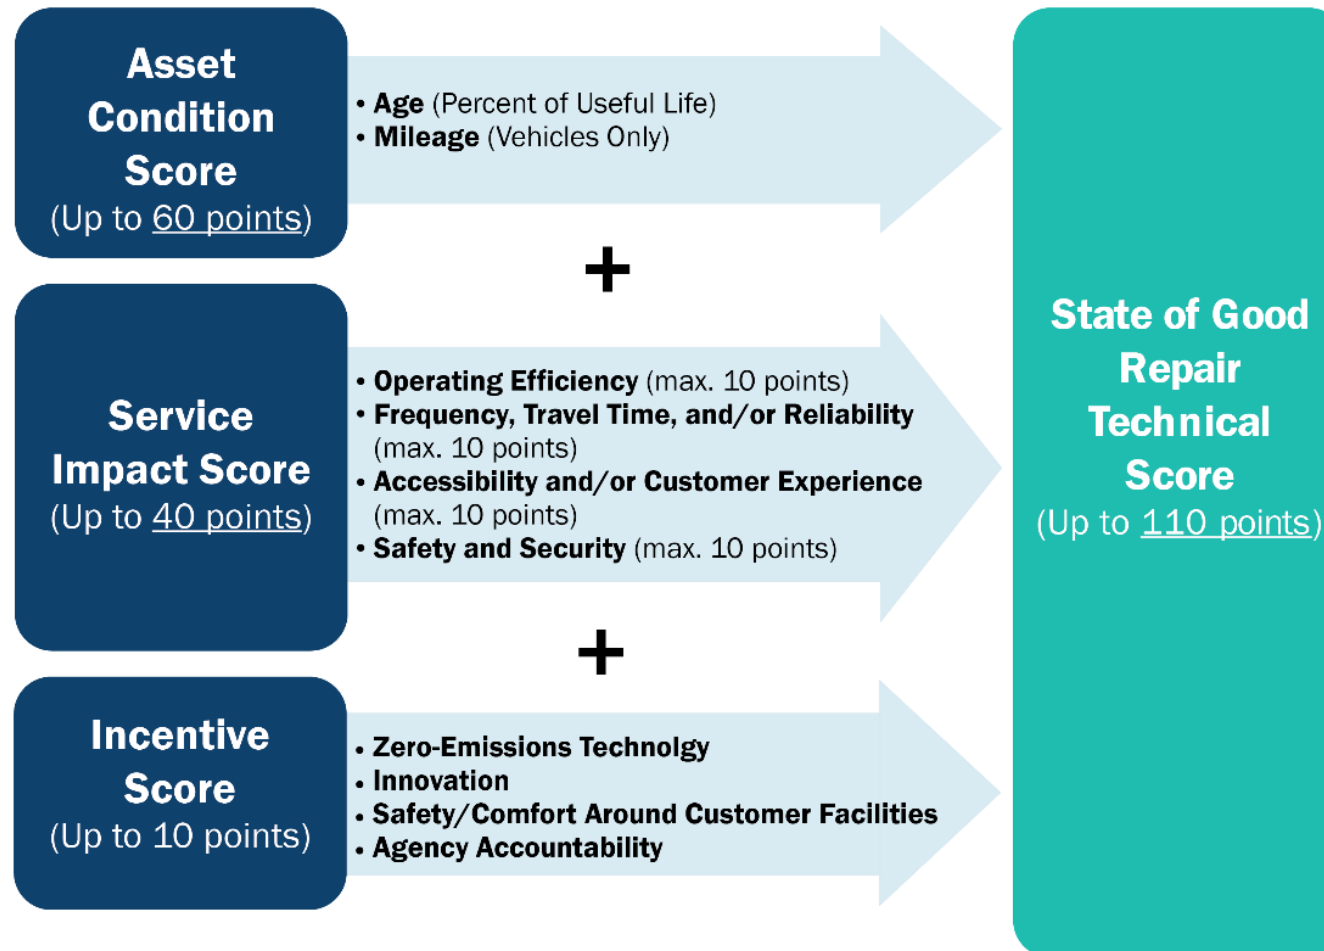 Asset
Condition
Score
(Up to 60 points)
• Age (Percent of Useful Life)
• Mileage (Vehicles Only)
+
Service
Impact Score
(Up to 40 points)
• Operating Efficiency (max. 10 points)
• Frequency, Travel Time, and/or Reliability
(max. 10 points)
• Accessibility and/or Customer Experience
(max. 10 points)
• Safety and Security (max. 10 points)
+
Incentive
Score
(Up to 10 points)
• Zero-Emissions Technolgy
• Innovation
• Safety/Comfort Around Customer Facilities
• Agency Accountability
State of Good
Repair
Technical
Score
(Up to 110 points)